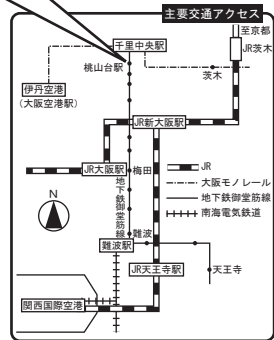 主要交通アクセス
至京都
千里中央駅
JR茨木
桃山台駅
茨木
伊丹空港
(大阪空港駅)
JR新大阪駅
JR大阪駅
梅田
JR
大阪モノレール
地下鉄御堂筋線
南海電気鉄道
N
地下鉄御堂筋線
難波
難波駅
JR天王寺駅
天王寺
関西国際空港